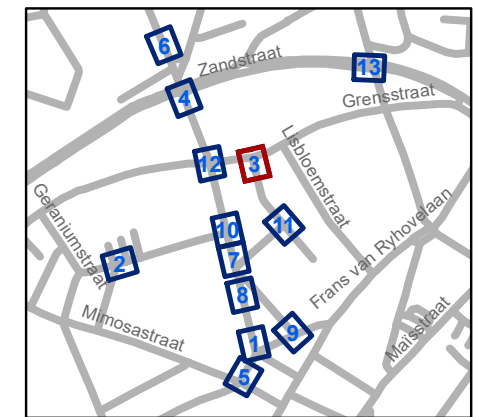 6
Zandstraat
13
4
Grensstraat
Lisbloemstraat
12
3
Geraniumstraat
11
10
Frans van Ryhovelaan
7
2
8
Mimosastraat
Maïsstraat
9
1
5